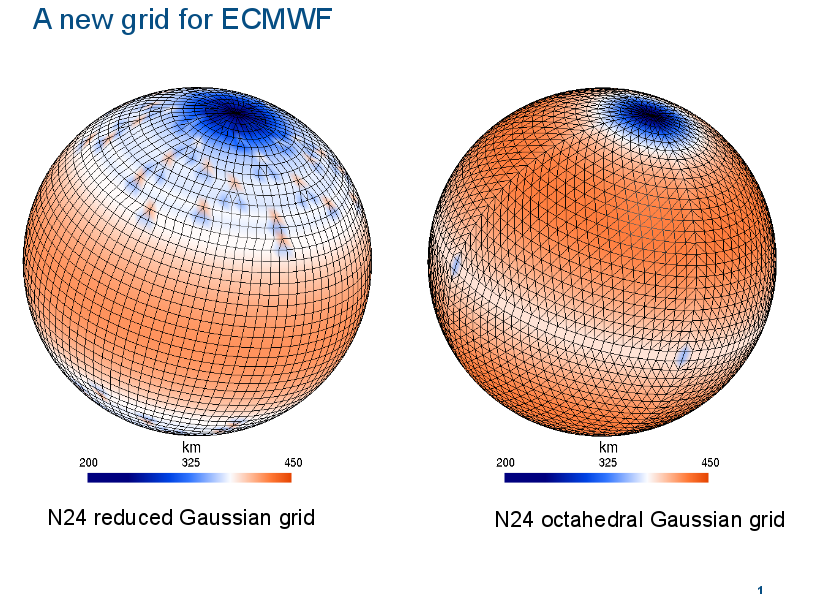 A new grid for ECMWF
km
200 325 450
N24 reduced Gaussian grid
km
200 325 450
N24 octahedral Gaussian grid
1